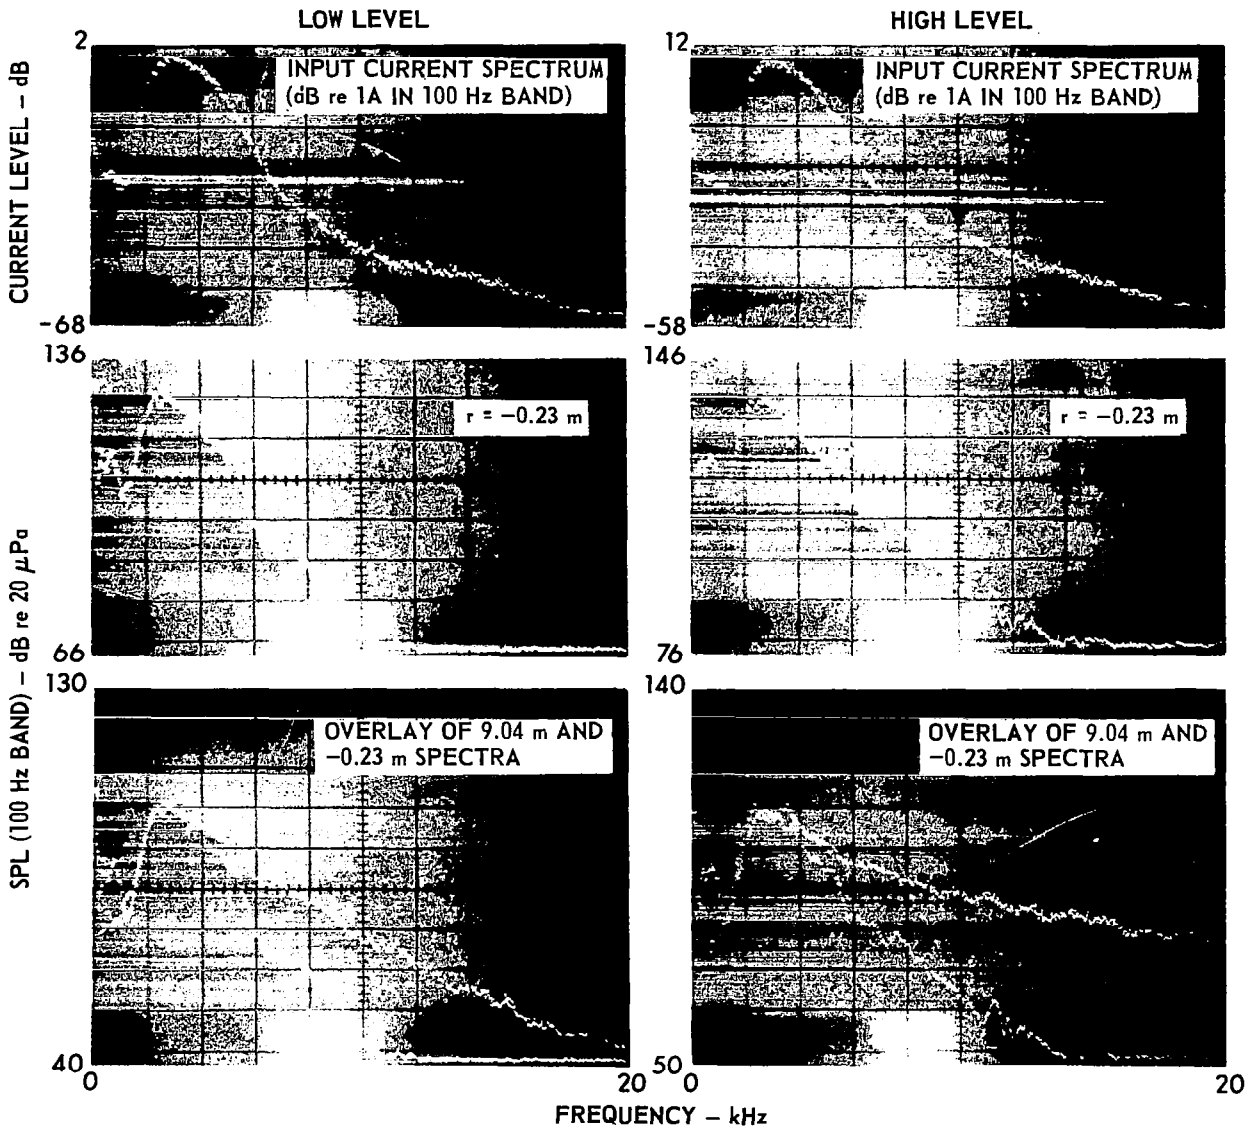 LOW LEVEL
HIGH LEVEL
CURRENT LEVEL – dB
2
INPUT CURRENT SPECTRUM
(dB re 1A IN 100 Hz BAND)
–68
12
INPUT CURRENT SPECTRUM
(dB re 1A IN 100 Hz BAND)
–58
SPL (100 Hz BAND) – dB re 20 μPa
136
r = –0.23 m
66
146
r = –0.23 m
76
130
OVERLAY OF 9.04 m AND
–0.23 m SPECTRA
40
140
OVERLAY OF 9.04 m AND
–0.23 m SPECTRA
50
0
20
0
20
FREQUENCY – kHz